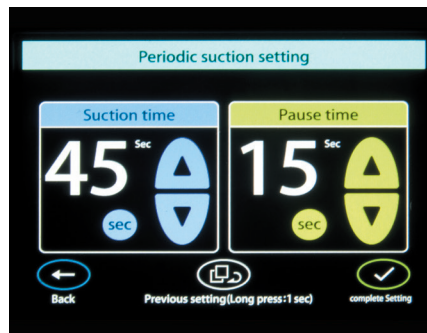 Periodic suction setting
Suction time
Pause time
45 Sec
15 Sec
sec
sec
Back
Previous setting(Long press:1 sec)
complete Setting